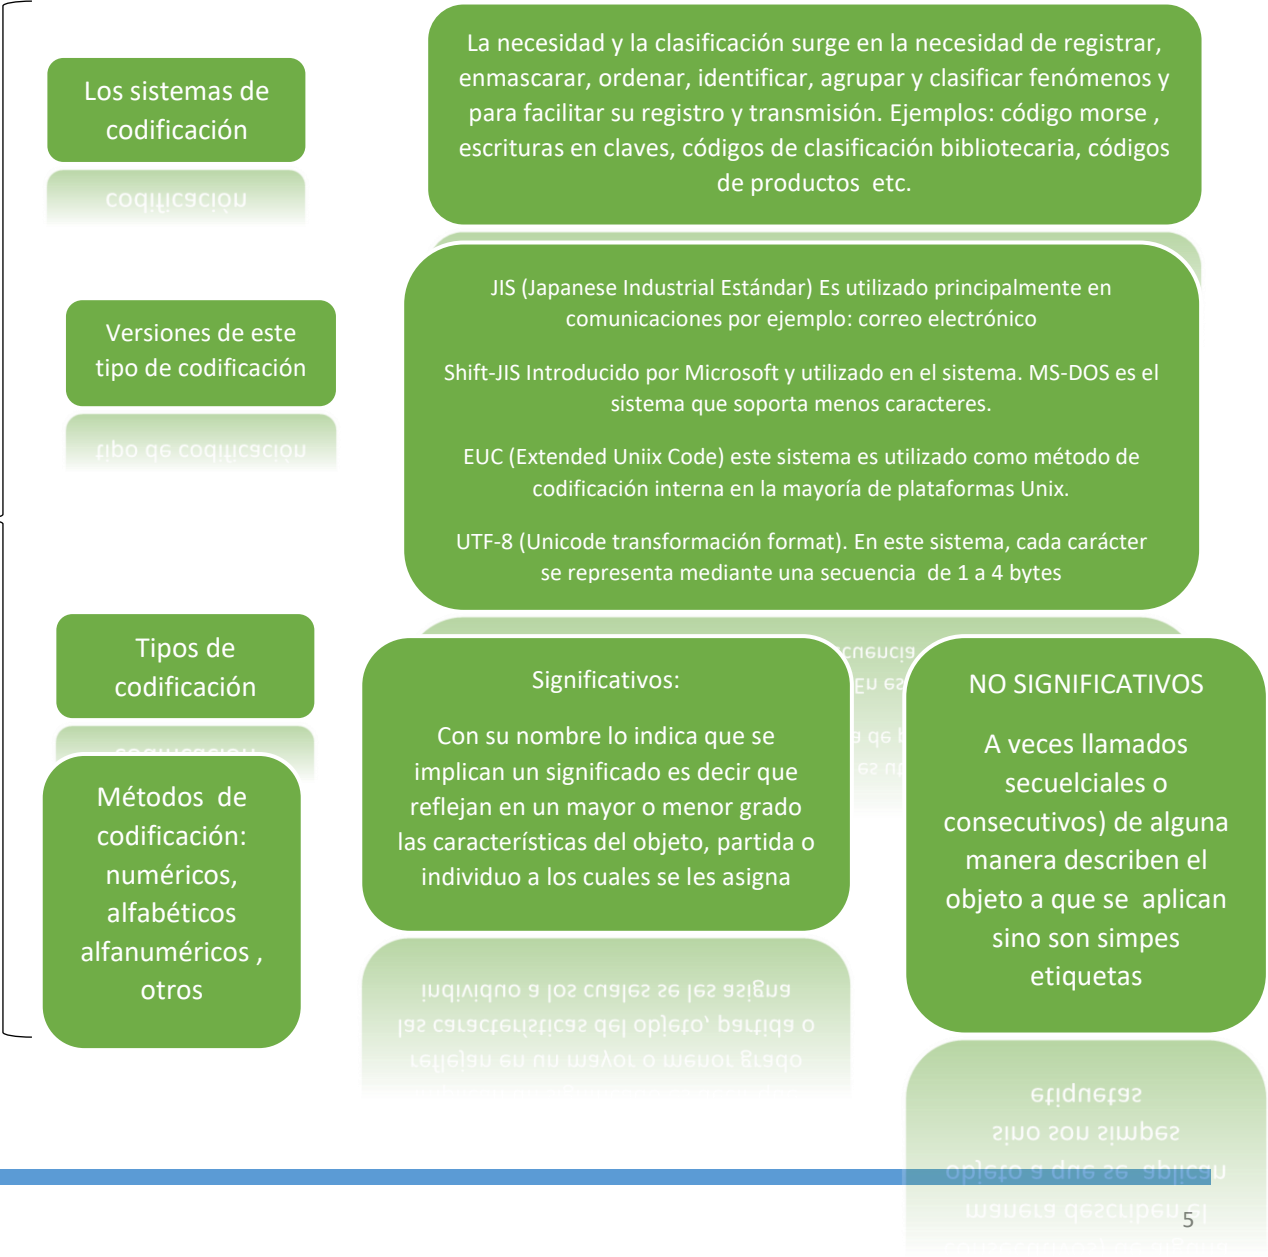 Los sistemas de
codificación
La necesidad y la clasificación surge en la necesidad de registrar,
enmascarar, ordenar, identificar, agrupar y clasificar fenómenos y
para facilitar su registro y transmisión. Ejemplos: código morse ,
escrituras en claves, códigos de clasificación bibliotecaria, códigos
de productos  etc.
Versiones de este
tipo de codificación
JIS (Japanese Industrial Estándar) Es utilizado principalmente en
comunicaciones por ejemplo: correo electrónico
Shift-JIS Introducido por Microsoft y utilizado en el sistema. MS-DOS es el
sistema que soporta menos caracteres.
EUC (Extended Uniix Code) este sistema es utilizado como método de
codificación interna en la mayoría de plataformas Unix.
UTF-8 (Unicode transformación format). En este sistema, cada carácter
se representa mediante una secuencia  de 1 a 4 bytes
Tipos de
codificación
Métodos  de
codificación:
numéricos,
alfabéticos
alfanuméricos ,
otros
Significativos:
Con su nombre lo indica que se
implican un significado es decir que
reflejan en un mayor o menor grado
las características del objeto, partida o
individuo a los cuales se les asigna
NO SIGNIFICATIVOS
A veces llamados
secuelciales o
consecutivos) de alguna
manera describen el
objeto a que se  aplican
sino son simpes
etiquetas
5